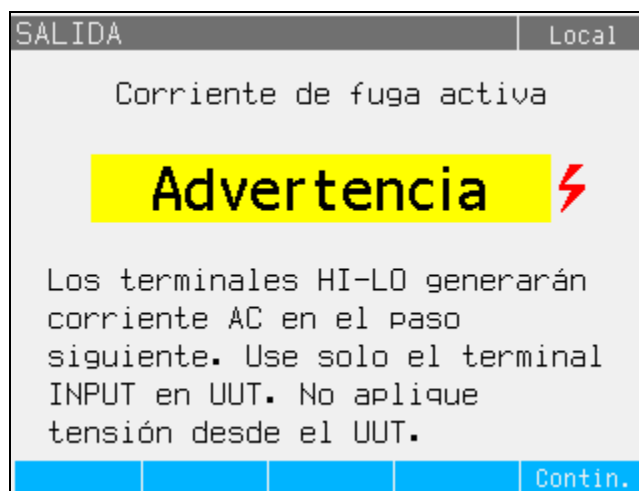 SALIDA Local
Corriente de fuga activa
Advertencia
Los terminales HI-LO generarán
corriente AC en el paso
siguiente. Use solo el terminal
INPUT en UUT. No aplique
tensión desde el UUT.
Contin.